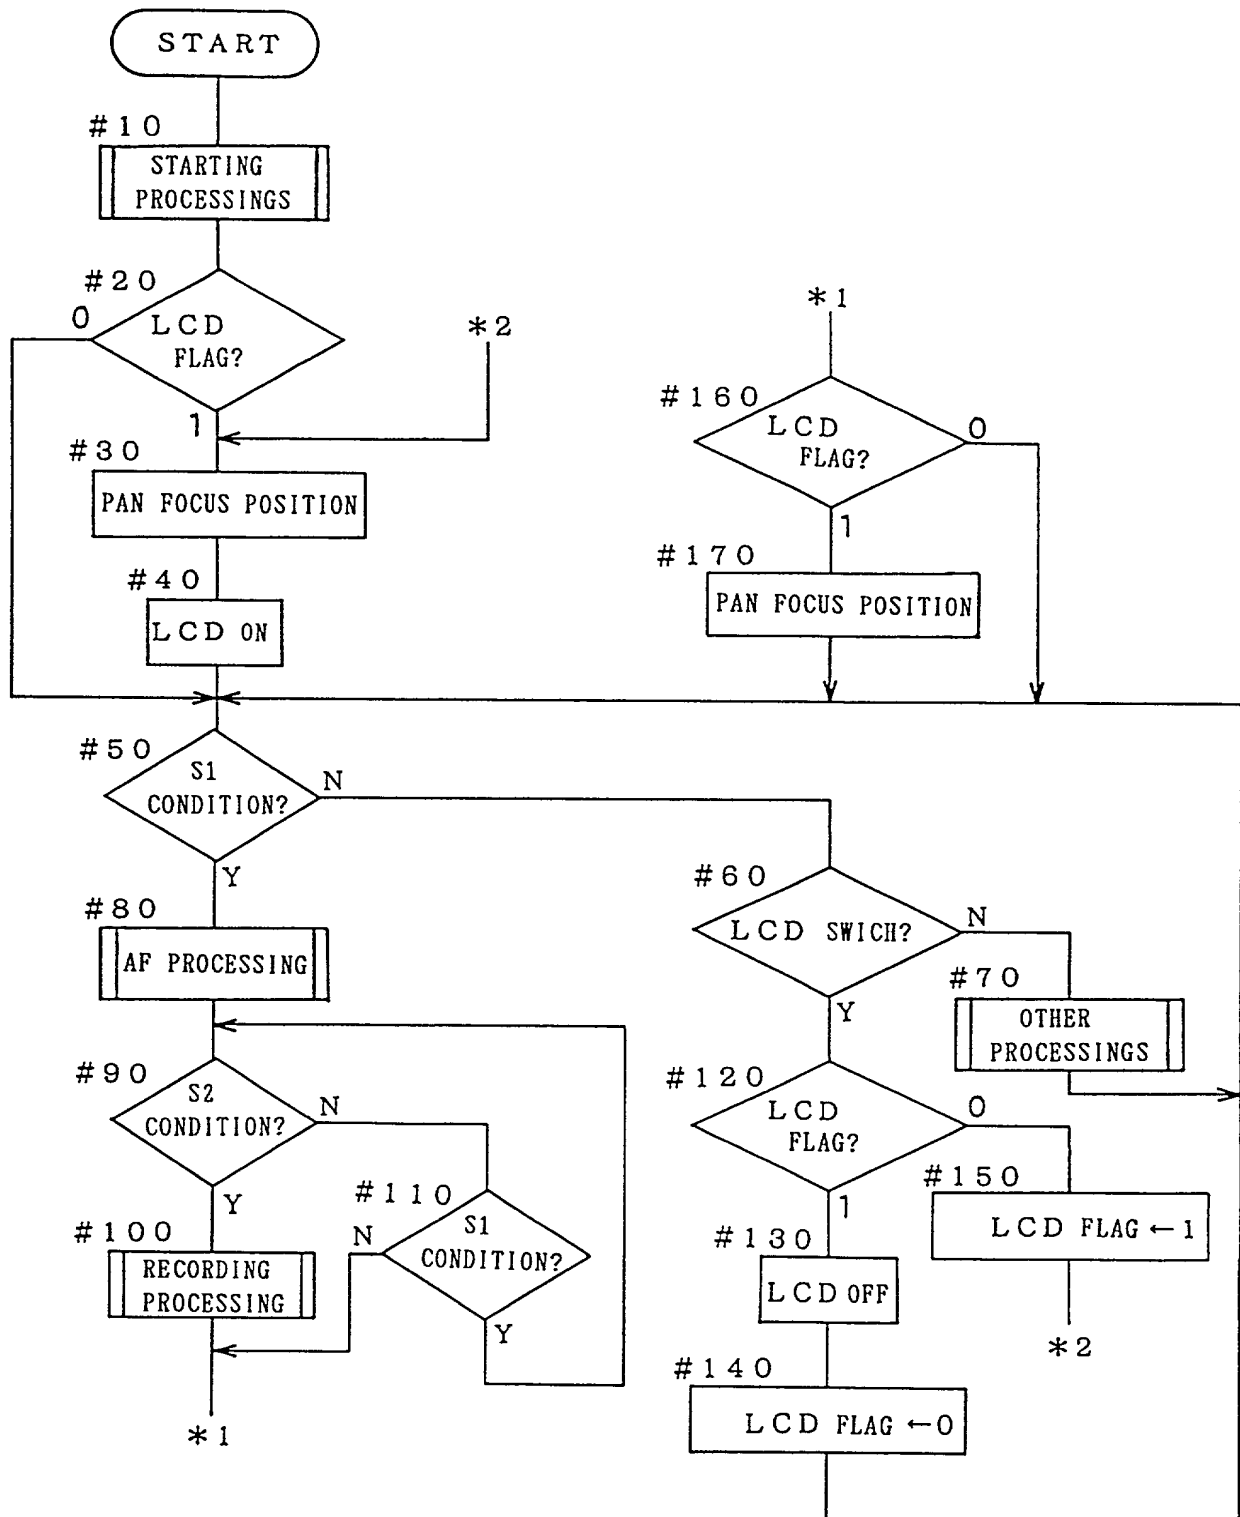 START
#10
STARTING
PROCESSINGS
#20
0
LCD
FLAG?
1
*2
#30
PAN FOCUS POSITION
#40
LCD ON
*1
#160
LCD
FLAG?
0
1
#170
PAN FOCUS POSITION
#50
S1
CONDITION?
N
Y
#80
AF PROCESSING
#90
S2
CONDITION?
N
Y
#100
RECORDING
PROCESSING
#110
S1
CONDITION?
N
Y
*1
#60
LCD SWICH?
N
Y
#70
OTHER
PROCESSINGS
#120
LCD
FLAG?
0
1
#150
LCD FLAG ← 1
*2
#130
LCD OFF
#140
LCD FLAG ← 0